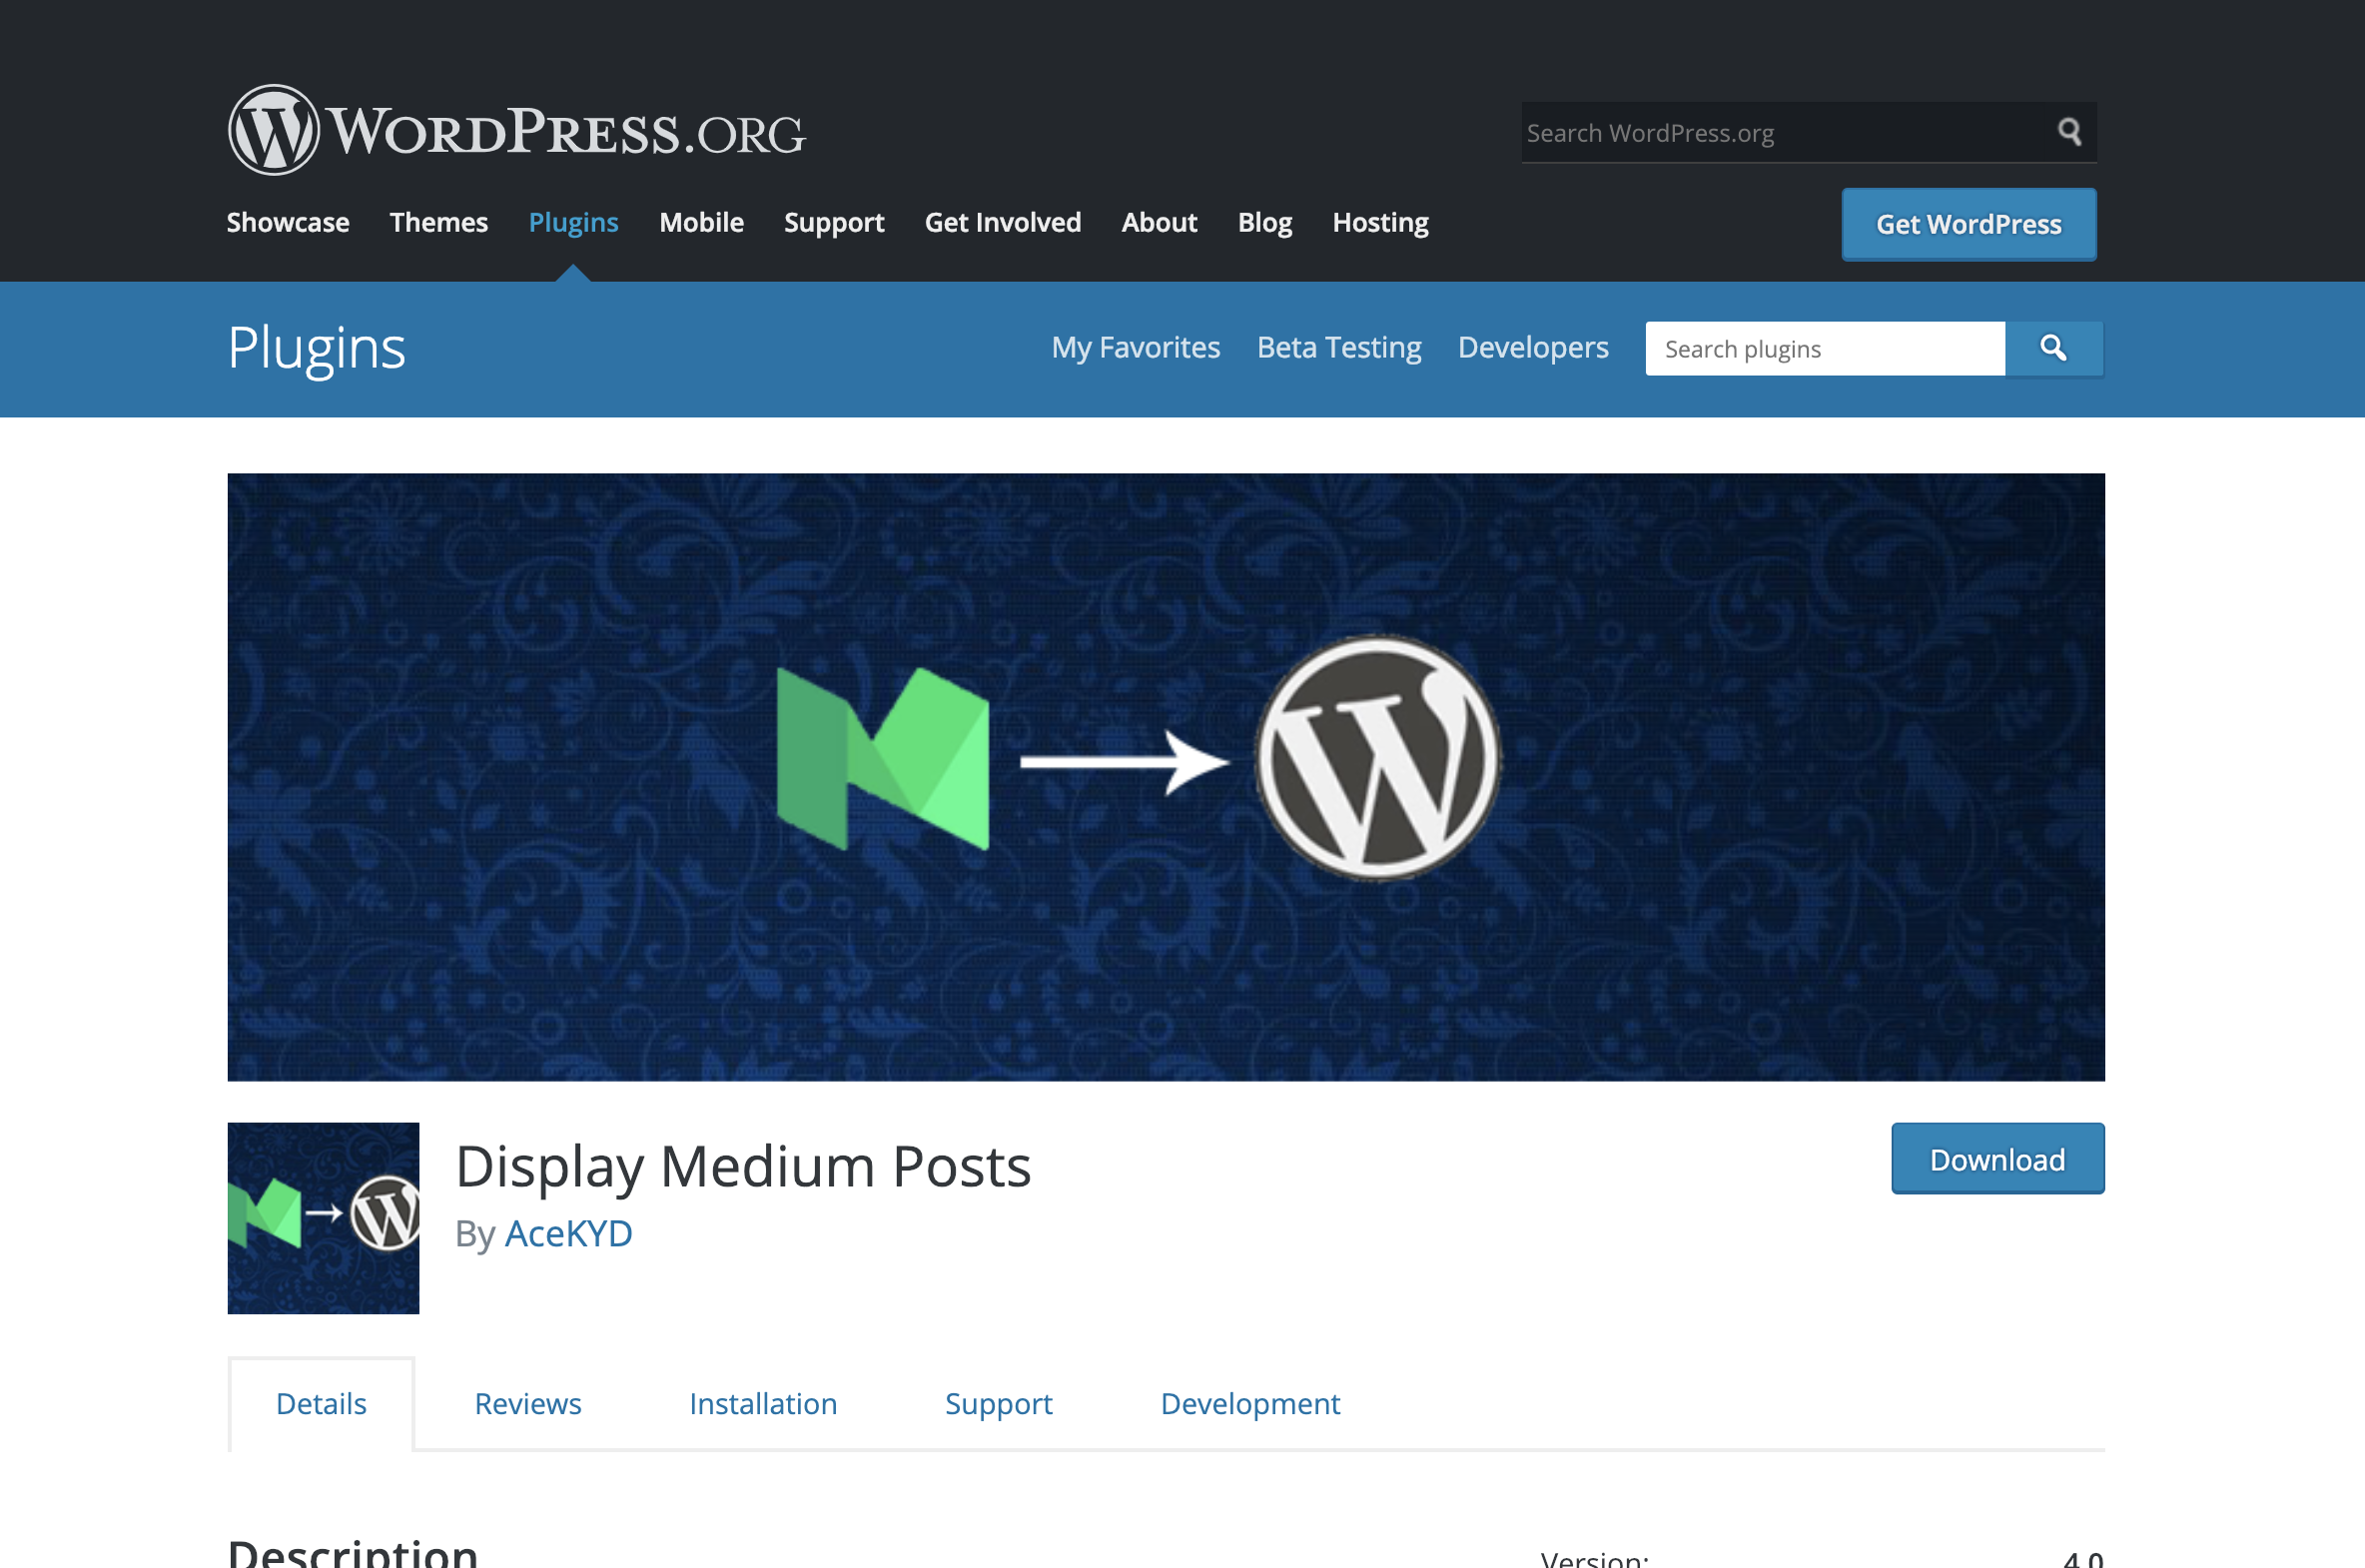 WORDPRESS.ORG
Search WordPress.org
Showcase Themes Plugins Mobile Support Get Involved About Blog Hosting Get WordPress
Plugins My Favorites Beta Testing Developers Search plugins
Display Medium Posts
Download
By AceKYD
Details Reviews Installation Support Development
Description
Version: 4.0